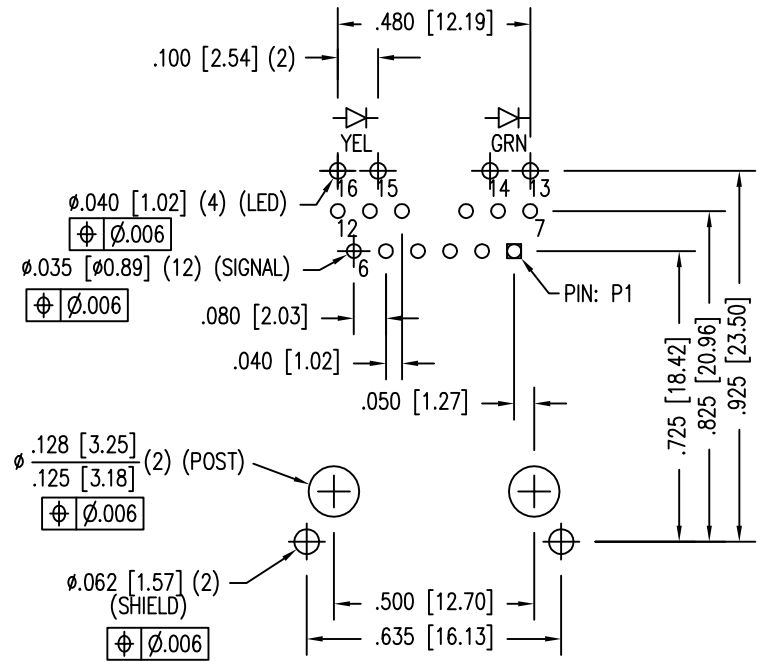 .480 [12.19]
.100 [2.54] (2)
YEL
GRN
16
15
14
13
ø.040 [1.02] (4) (LED)
⌖ Ø.006
12
7
ø.035 [ø0.89] (12) (SIGNAL)
6
⌖ Ø.006
PIN: P1
.080 [2.03]
.040 [1.02]
.050 [1.27]
.725 [18.42]
.825 [20.96]
.925 [23.50]
ø .128 [3.25]
.125 [3.18] (2) (POST)
⌖ Ø.006
ø.062 [1.57] (2)
(SHIELD)
⌖ Ø.006
.500 [12.70]
.635 [16.13]